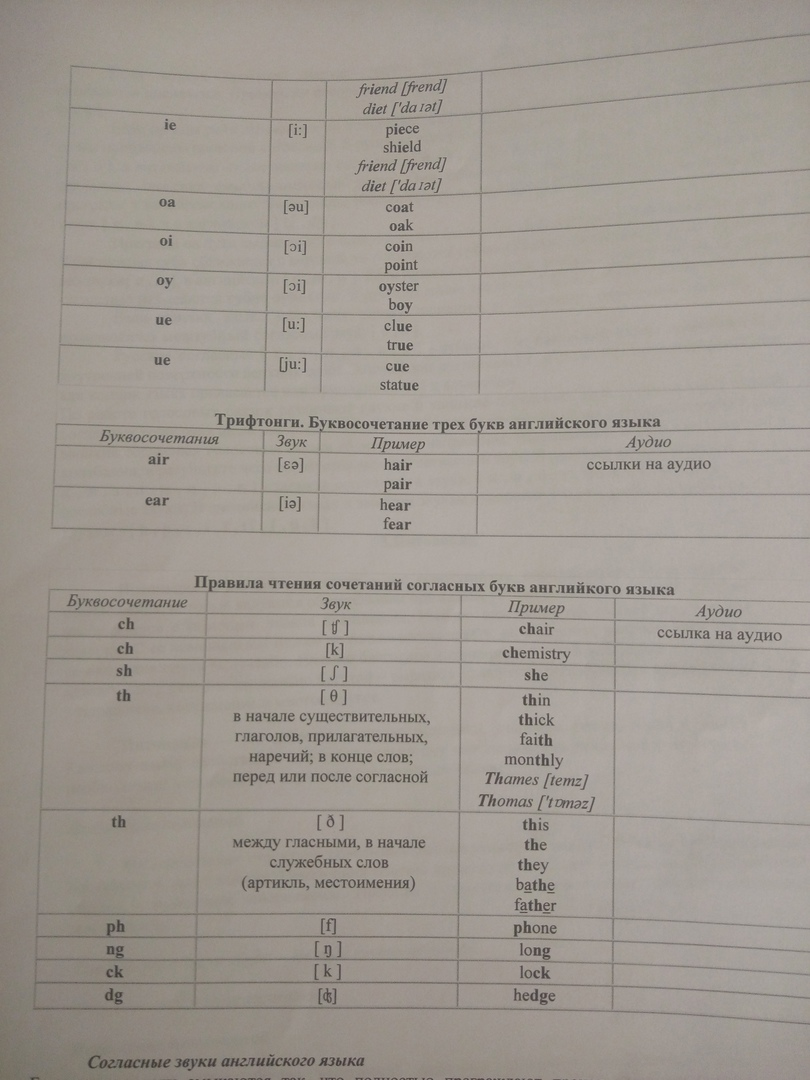 friend [frend]
diet ['daɪət]
ie [i:] piece
shield
friend [frend]
diet ['daɪət]
oa [əu] coat
oak
oi [ɔi] coin
point
oy [ɔi] oyster
boy
ue [u:] clue
true
ue [ju:] cue
statue
Трифтонги. Буквосочетание трех букв английского языка
Буквосочетания Звук Пример Аудио
air [ɛə] hair ссылки на аудио
pair
ear [iə] hear
fear
Правила чтения сочетаний согласных букв английкого языка
Буквосочетание Звук Пример Аудио
ch [ ʧ ] chair ссылка на аудио
ch [k] chemistry
sh [ ʃ ] she
th [ θ ] thin
в начале существительных, thick
глаголов, прилагательных, faith
наречий; в конце слов; monthly
перед или после согласной Thames [temz]
Thomas ['tɒməz]
th [ ð ] this
между гласными, в начале the
служебных слов they
(артикль, местоимения) bathe
father
ph [f] phone
ng [ ŋ ] long
ck [ k ] lock
dg [ʤ] hedge
Согласные звуки английского языка